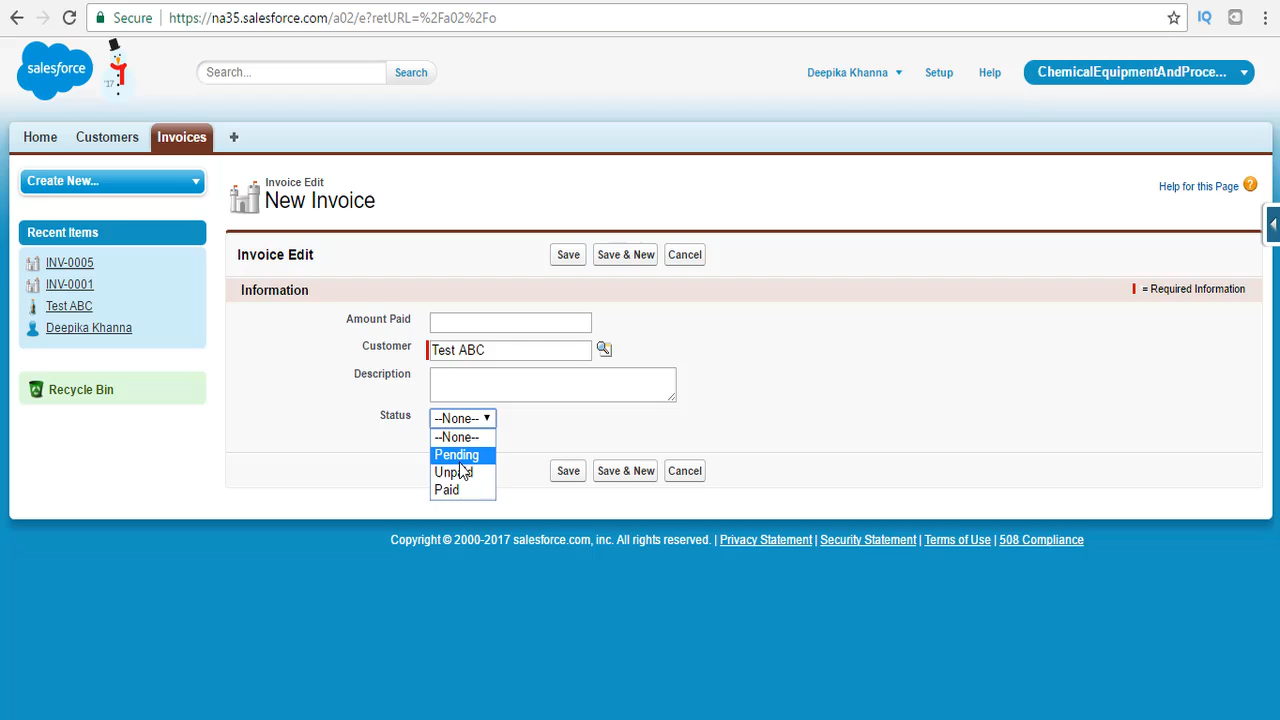 Secure https://na35.salesforce.com/a02/e?retURL=%2Fa02%2Fo
IQ
salesforce
'17
Search... Search
Deepika Khanna Setup Help ChemicalEquipmentAndProce...
Home Customers Invoices
Create New...
Recent Items
INV-0005
INV-0001
Test ABC
Deepika Khanna
Recycle Bin
Invoice Edit
New Invoice
Help for this Page ?
Invoice Edit Save Save & New Cancel
Information = Required Information
Amount Paid
Customer Test ABC
Description
Status --None--
--None--
Pending
Unpaid
Paid
Save Save & New Cancel
Copyright © 2000-2017 salesforce.com, inc. All rights reserved. | Privacy Statement | Security Statement | Terms of Use | 508 Compliance